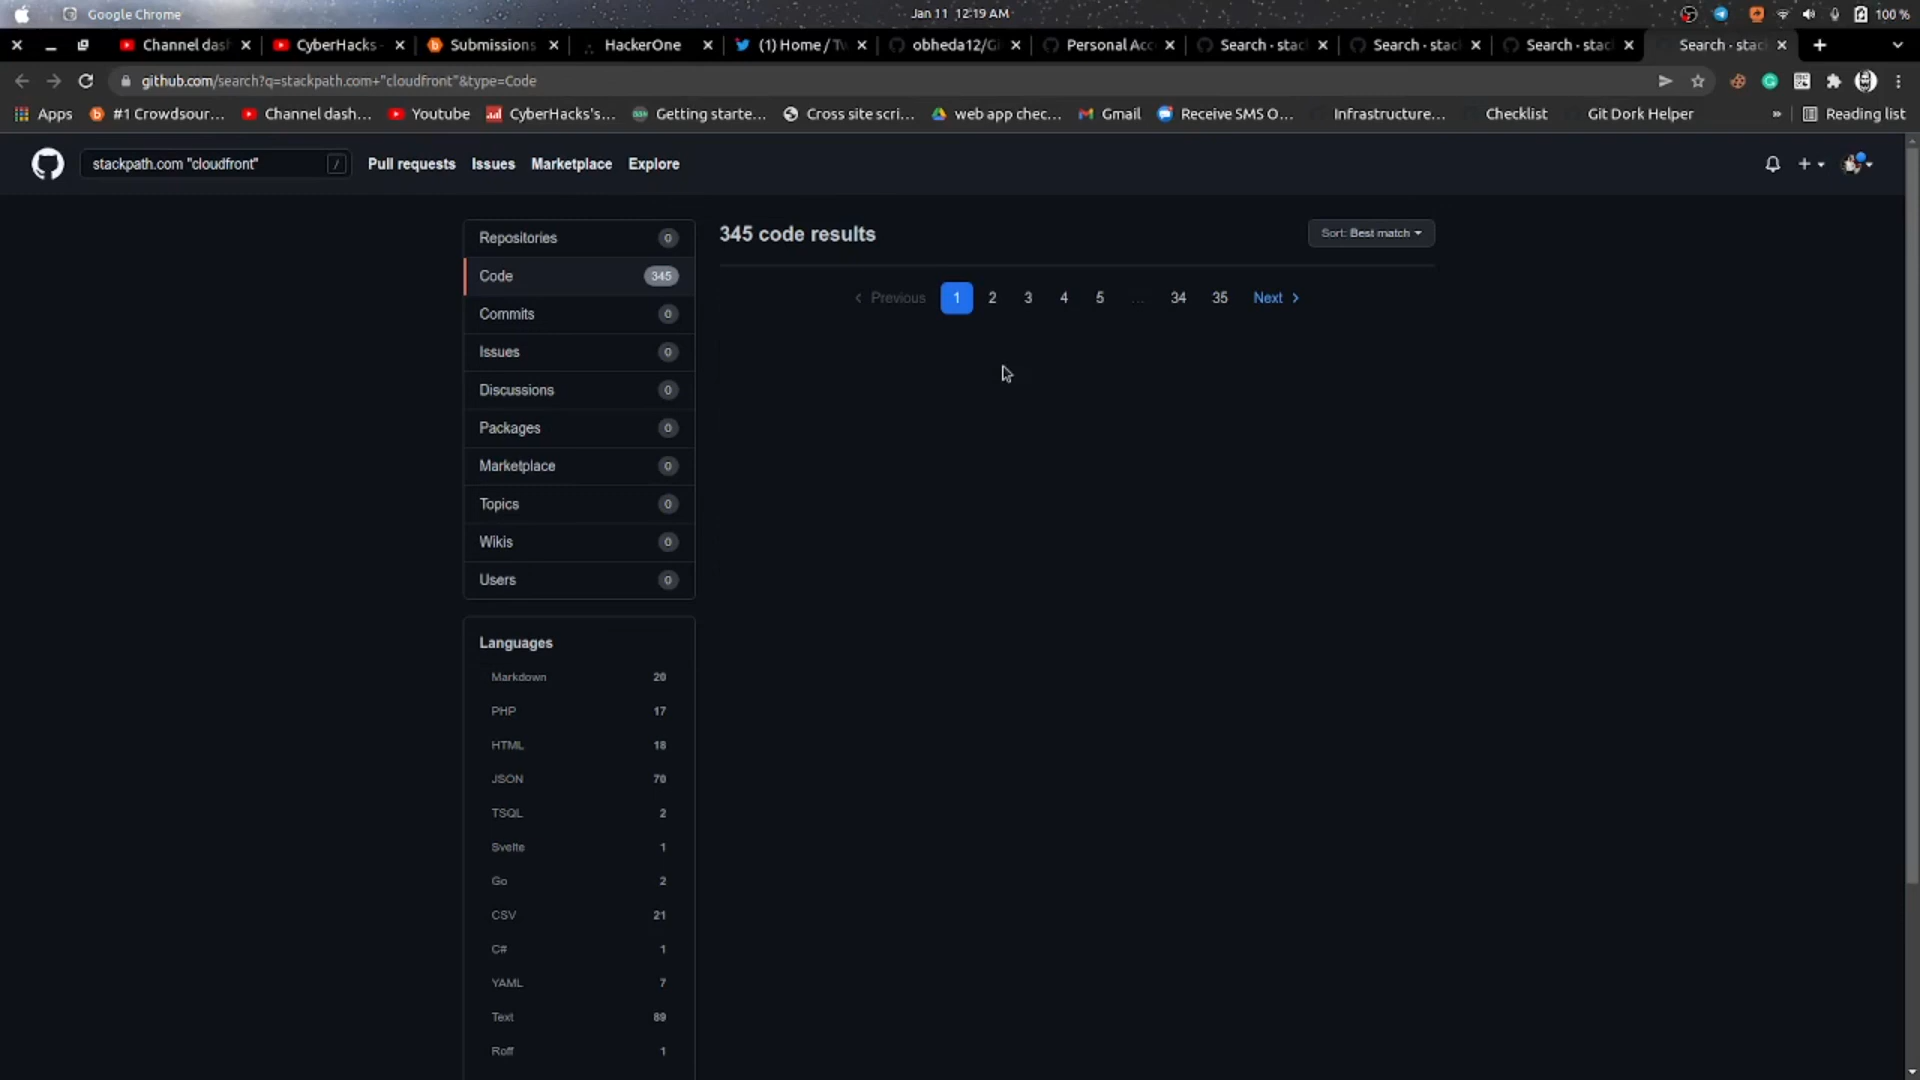 Google Chrome
Jan 11 12:19 AM
100 %
Channel das
CyberHacks -
Submissions
HackerOne
(1) Home / Tw
obheda12/Gi
Personal Acc
Search · stac
Search · stac
Search · stac
Search · stac
github.com/search?q=stackpath.com+"cloudfront"&type=Code
Apps
#1 Crowdsour...
Channel dash...
Youtube
CyberHacks's...
Getting starte...
Cross site scri...
web app chec...
Gmail
Receive SMS O...
Infrastructure...
Checklist
Git Dork Helper
»
Reading list
stackpath.com "cloudfront"
/
Pull requests
Issues
Marketplace
Explore
Repositories 0
Code 345
Commits 0
Issues 0
Discussions 0
Packages 0
Marketplace 0
Topics 0
Wikis 0
Users 0
345 code results
Sort: Best match
Previous 1 2 3 4 5 ... 34 35 Next
Languages
Markdown 20
PHP 17
HTML 18
JSON 70
TSQL 2
Svelte 1
Go 2
CSV 21
C# 1
YAML 7
Text 89
Roff 1